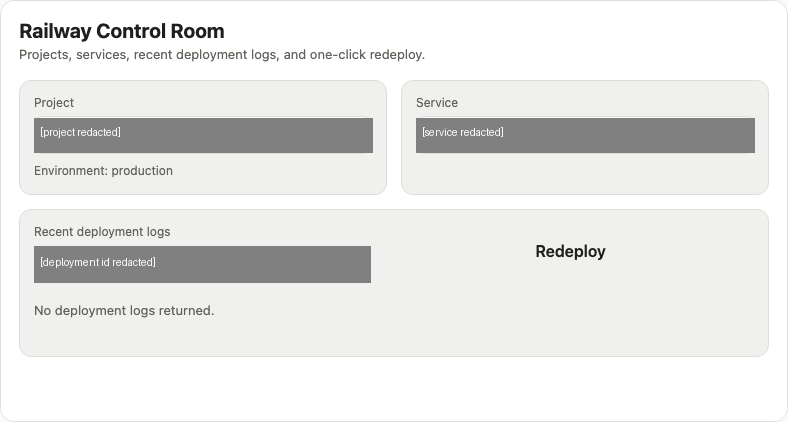 Railway Control Room
Projects, services, recent deployment logs, and one-click redeploy.
Project
[project redacted]
Environment: production
Service
[service redacted]
Recent deployment logs
[deployment id redacted]
Redeploy
No deployment logs returned.